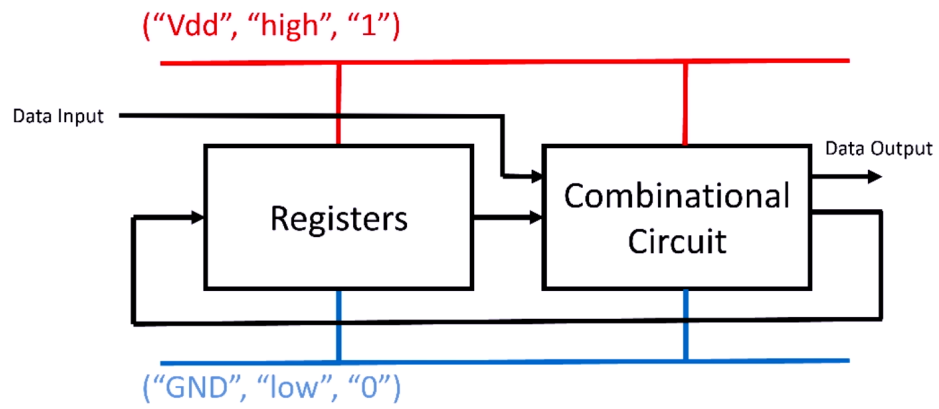 (“Vdd”, “high”, “1”)
Data Input
Data Output
Registers
Combinational
Circuit
(“GND”, “low”, “0”)